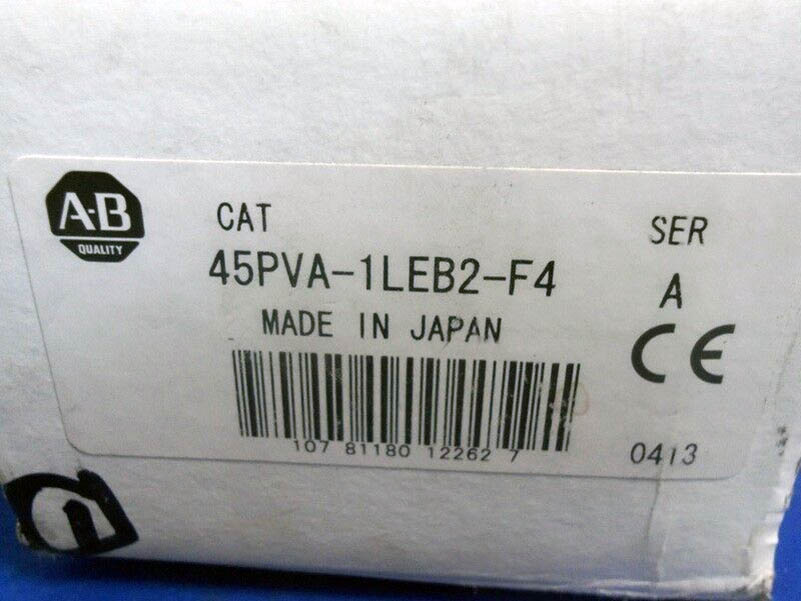 A-B
QUALITY
CAT
SER
45PVA-1LEB2-F4
A
MADE IN JAPAN
CE
107 81180 12262 7
0413